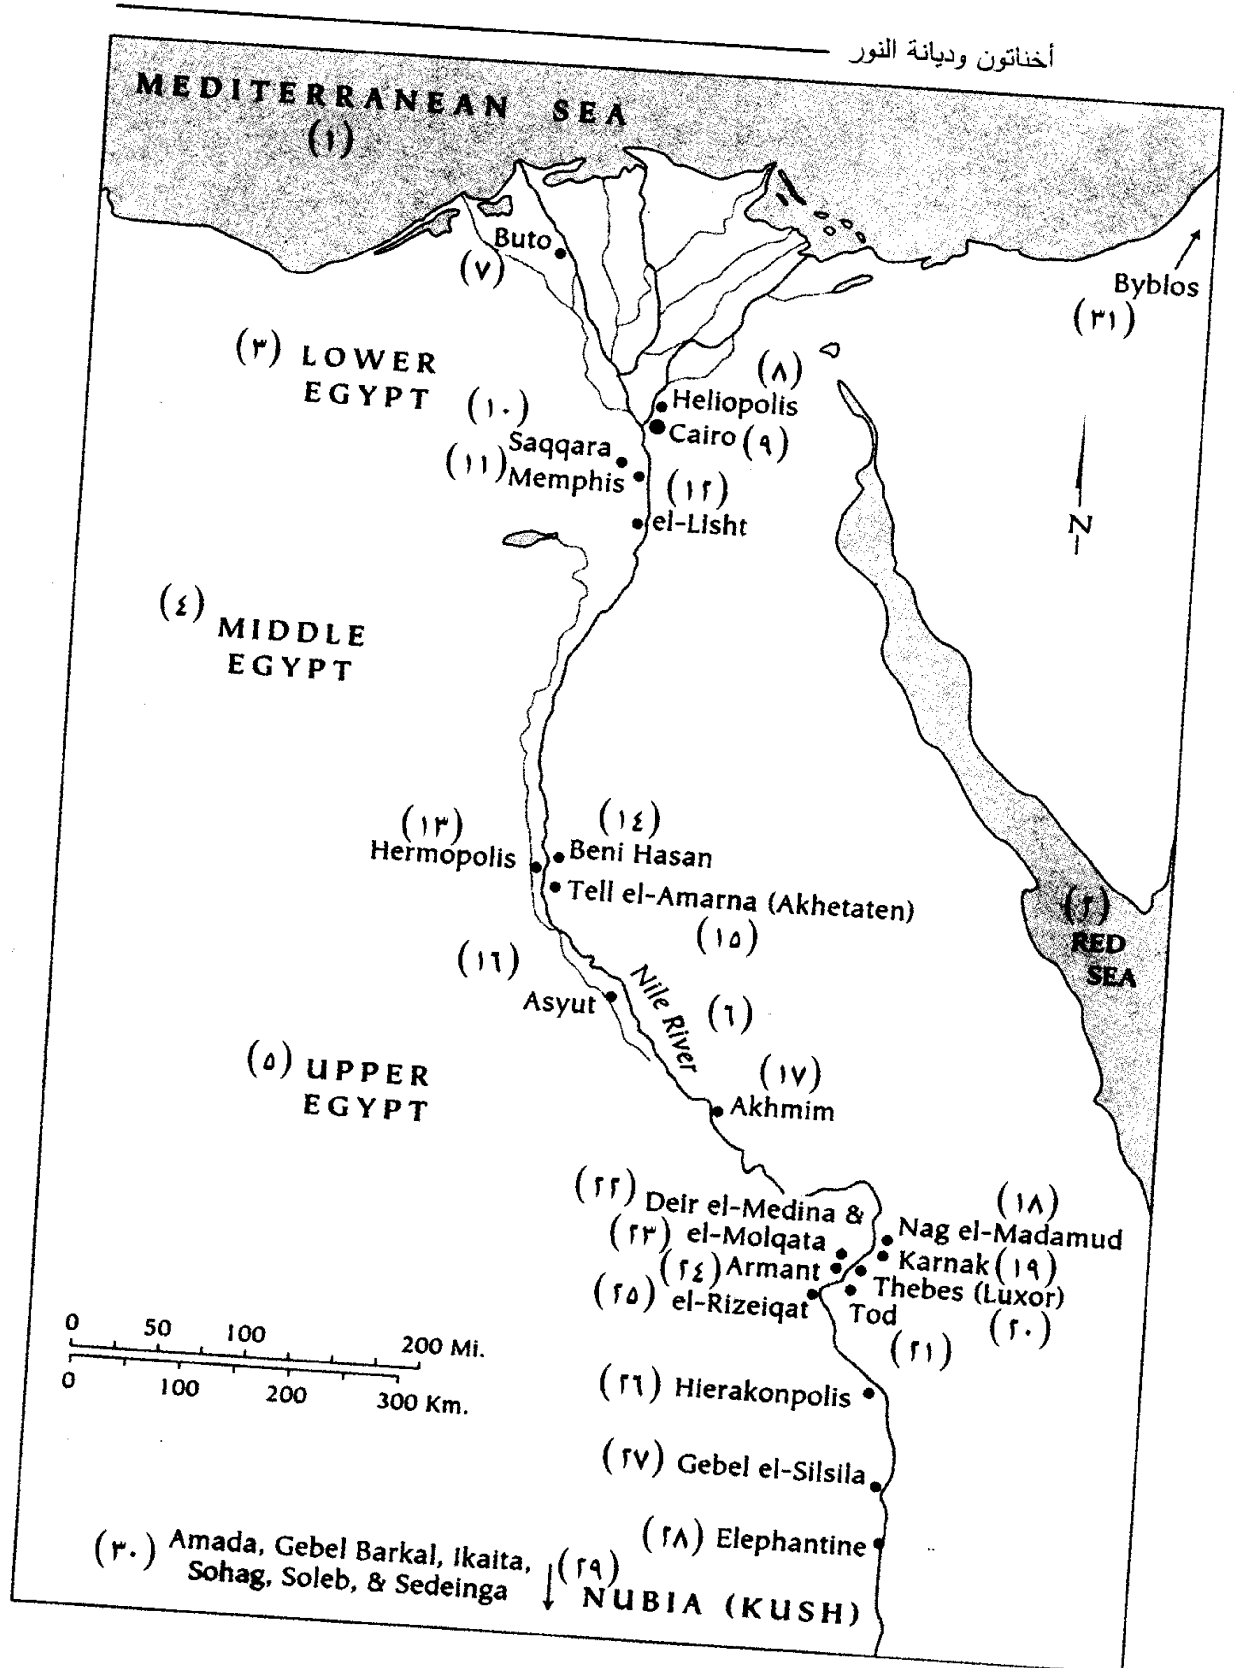 أخناتون وديانة النور
MEDITERRANEAN SEA
(١)
Buto
(٧)
Byblos
(٣١)
(٣) LOWER
EGYPT
(٨)
Heliopolis
Cairo (٩)
(١٠)
Saqqara
(١١) Memphis
(١٢)
el-Lisht
N
(٤)
MIDDLE
EGYPT
(١٣)
Hermopolis
(١٤)
Beni Hasan
Tell el-Amarna (Akhetaten)
(١٥)
(٢)
RED
SEA
(١٦)
Asyut
Nile River
(٦)
(٥) UPPER
EGYPT
(١٧)
Akhmim
(٢٢) Deir el-Medina &
(٢٣) el-Molqata
(٢٤) Armant
(٢٥) el-Rizeiqat
(١٨)
Nag el-Madamud
Karnak (١٩)
Thebes (Luxor)
(٢٠)
Tod
(٢١)
0 50 100 200 Mi.
0 100 200 300 Km.
(٢٦) Hierakonpolis
(٢٧) Gebel el-Silsila
(٢٨) Elephantine
(٣٠) Amada, Gebel Barkal, Ikaita,
Sohag, Soleb, & Sedeinga
(٢٩)
NUBIA (KUSH)